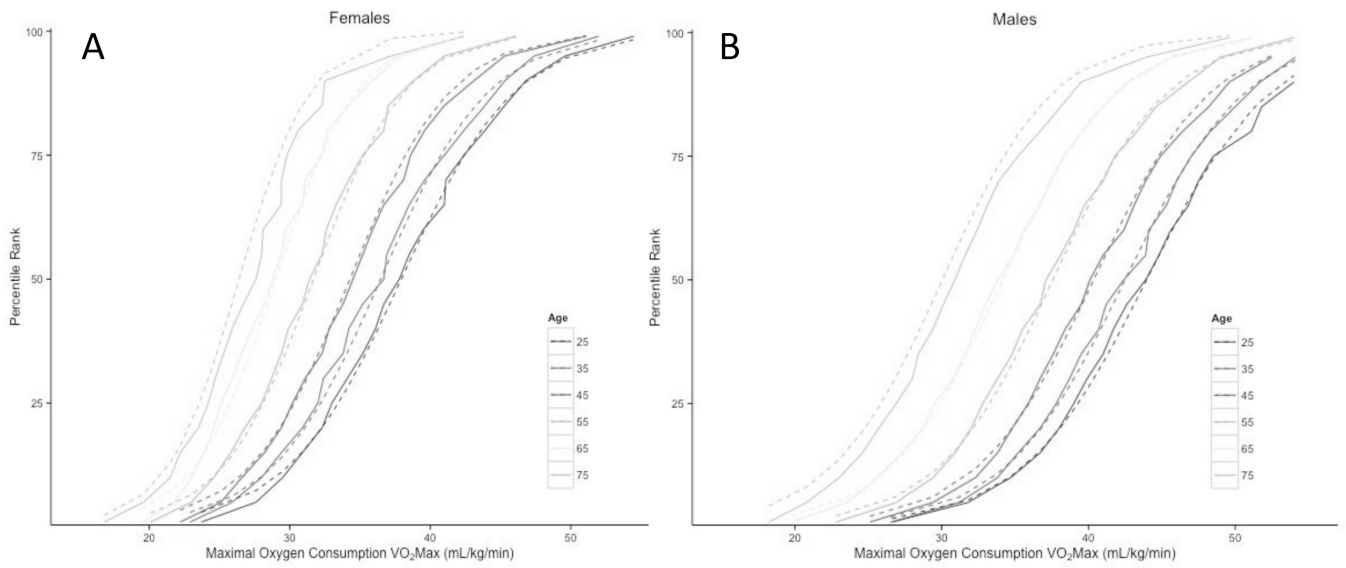 Females
A
100
75
50
25
Percentile Rank
20 30 40 50
Maximal Oxygen Consumption VO₂Max (mL/kg/min)
Age
25
35
45
55
65
75
Males
B
100
75
50
25
Percentile Rank
20 30 40 50
Maximal Oxygen Consumption VO₂Max (mL/kg/min)
Age
25
35
45
55
65
75